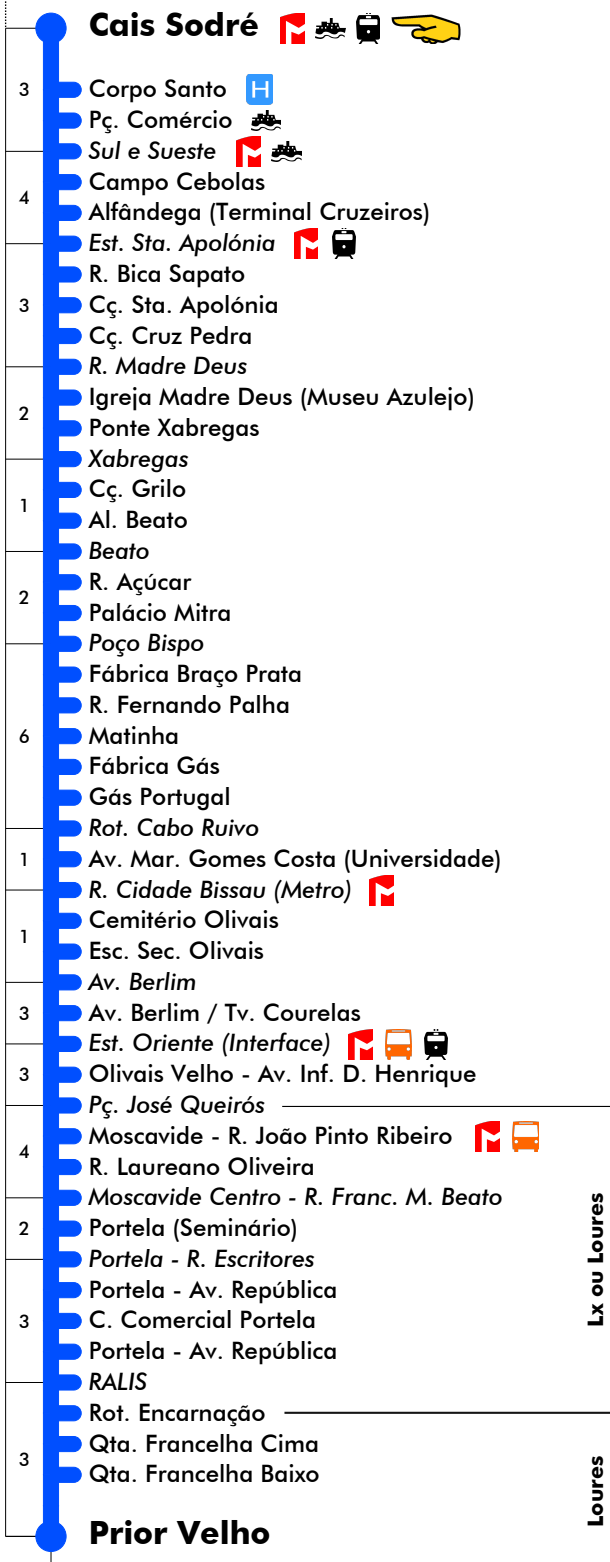 Cais Sodré
3
Corpo Santo H
Pç. Comércio
Sul e Sueste
4
Campo Cebolas
Alfândega (Terminal Cruzeiros)
Est. Sta. Apolónia
3
R. Bica Sapato
Cç. Sta. Apolónia
Cç. Cruz Pedra
R. Madre Deus
2
Igreja Madre Deus (Museu Azulejo)
Ponte Xabregas
Xabregas
1
Cç. Grilo
Al. Beato
Beato
2
R. Açúcar
Palácio Mitra
Poço Bispo
6
Fábrica Braço Prata
R. Fernando Palha
Matinha
Fábrica Gás
Gás Portugal
Rot. Cabo Ruivo
1
Av. Mar. Gomes Costa (Universidade)
R. Cidade Bissau (Metro)
1
Cemitério Olivais
Esc. Sec. Olivais
Av. Berlim
3
Av. Berlim / Tv. Courelas
Est. Oriente (Interface)
3
Olivais Velho - Av. Inf. D. Henrique
Pç. José Queirós
4
Moscavide - R. João Pinto Ribeiro
R. Laureano Oliveira
Moscavide Centro - R. Franc. M. Beato
2
Portela (Seminário)
Portela - R. Escritores
3
Portela - Av. República
C. Comercial Portela
Portela - Av. República
RALIS
Lx ou Loures
3
Rot. Encarnação
Qta. Francelha Cima
Qta. Francelha Baixo
Loures
Prior Velho